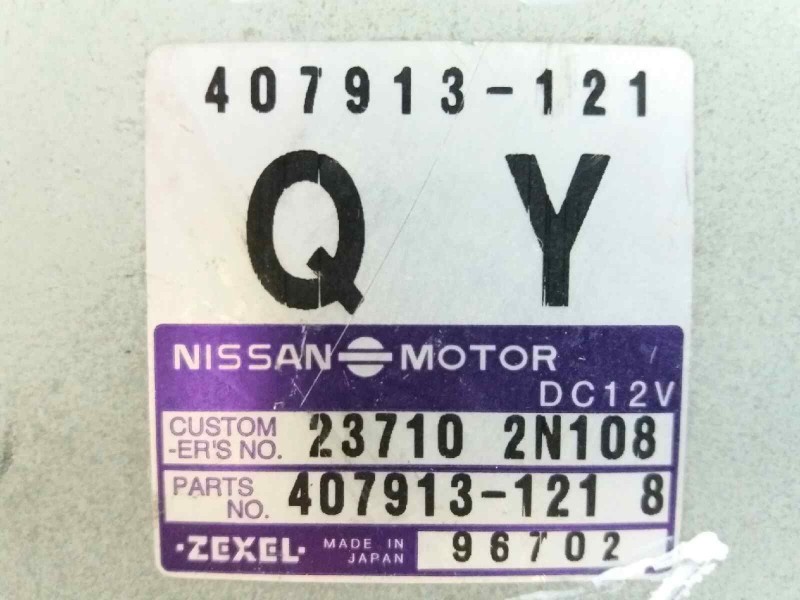 407913-121
QY
NISSAN MOTOR
DC12V
CUSTOM
-ER'S NO. 23710 2N108
PARTS
NO. 407913-121 8
·ZEXEL· MADE IN
JAPAN 96702